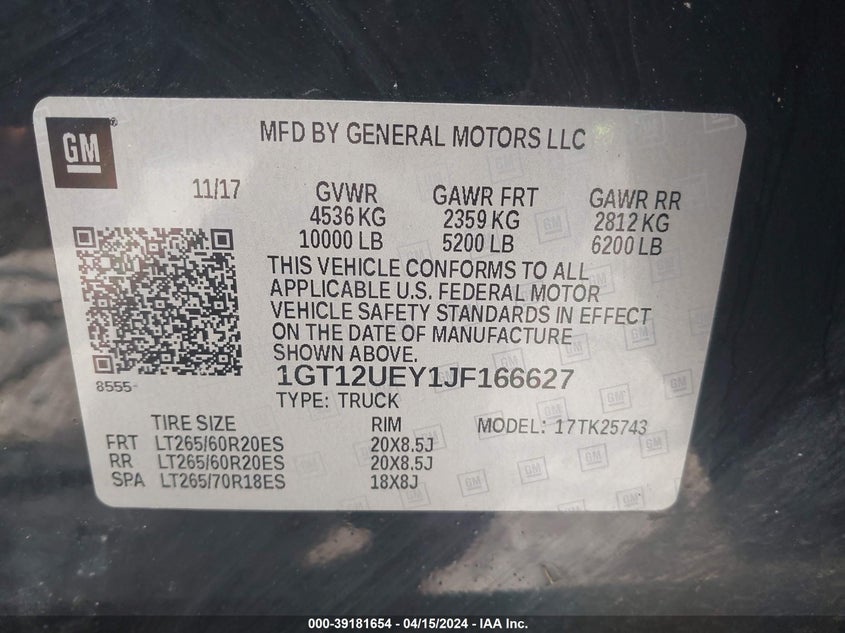 GM
MFD BY GENERAL MOTORS LLC
11/17
GVWR
4536 KG
10000 LB
GAWR FRT
2359 KG
5200 LB
GAWR RR
2812 KG
6200 LB
THIS VEHICLE CONFORMS TO ALL
APPLICABLE U.S. FEDERAL MOTOR
VEHICLE SAFETY STANDARDS IN EFFECT
ON THE DATE OF MANUFACTURE
SHOWN ABOVE.
8555
1GT12UEY1JF166627
TYPE: TRUCK
TIRE SIZE RIM MODEL: 17TK25743
FRT LT265/60R20ES 20X8.5J
RR LT265/60R20ES 20X8.5J
SPA LT265/70R18ES 18X8J
000-39181654 - 04/15/2024 - IAA Inc.